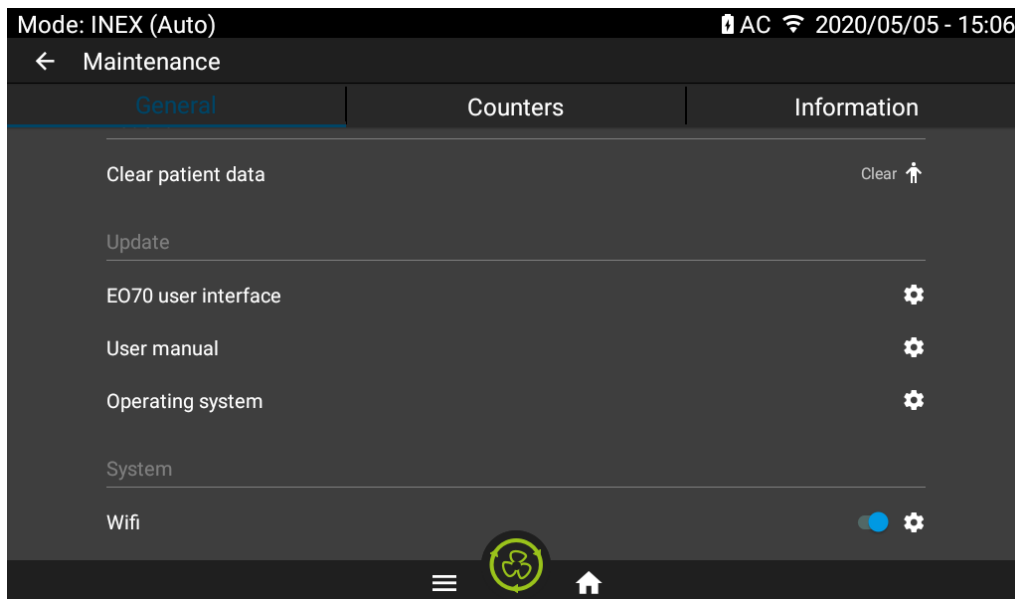 Mode: INEX (Auto) AC 2020/05/05 - 15:06
Maintenance
General Counters Information
Clear patient data Clear
Update
EO70 user interface
User manual
Operating system
System
Wifi